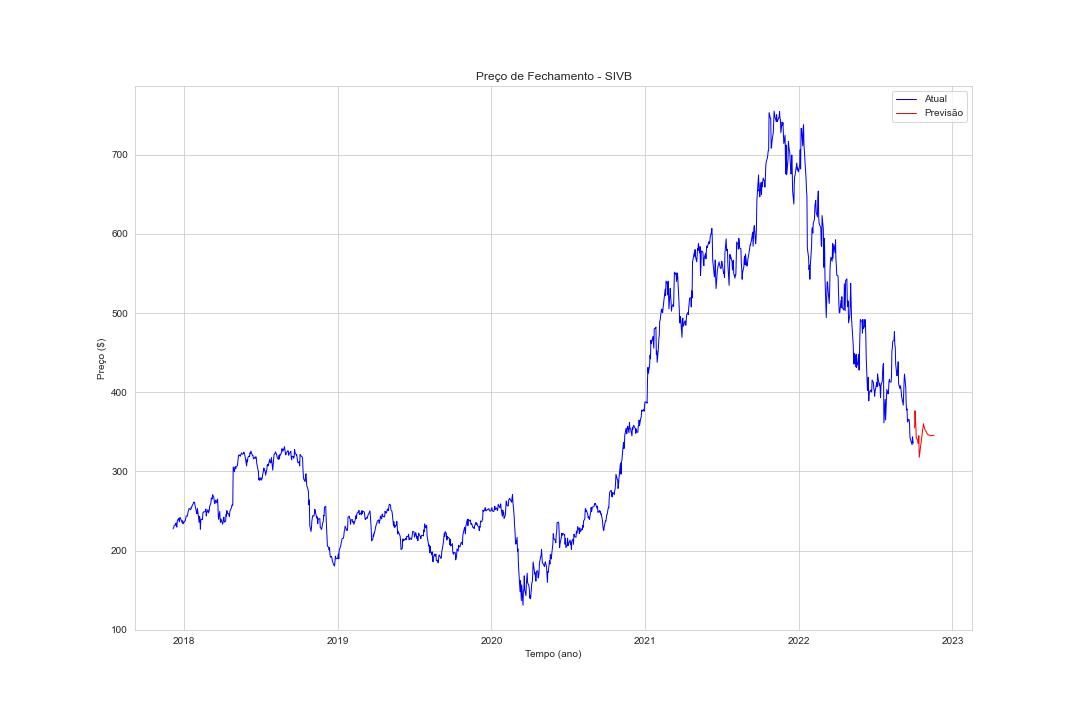 Preço de Fechamento - SIVB
Atual
Previsão
700
600
500
400
300
200
100
Preço ($)
2018
2019
2020
2021
2022
2023
Tempo (ano)